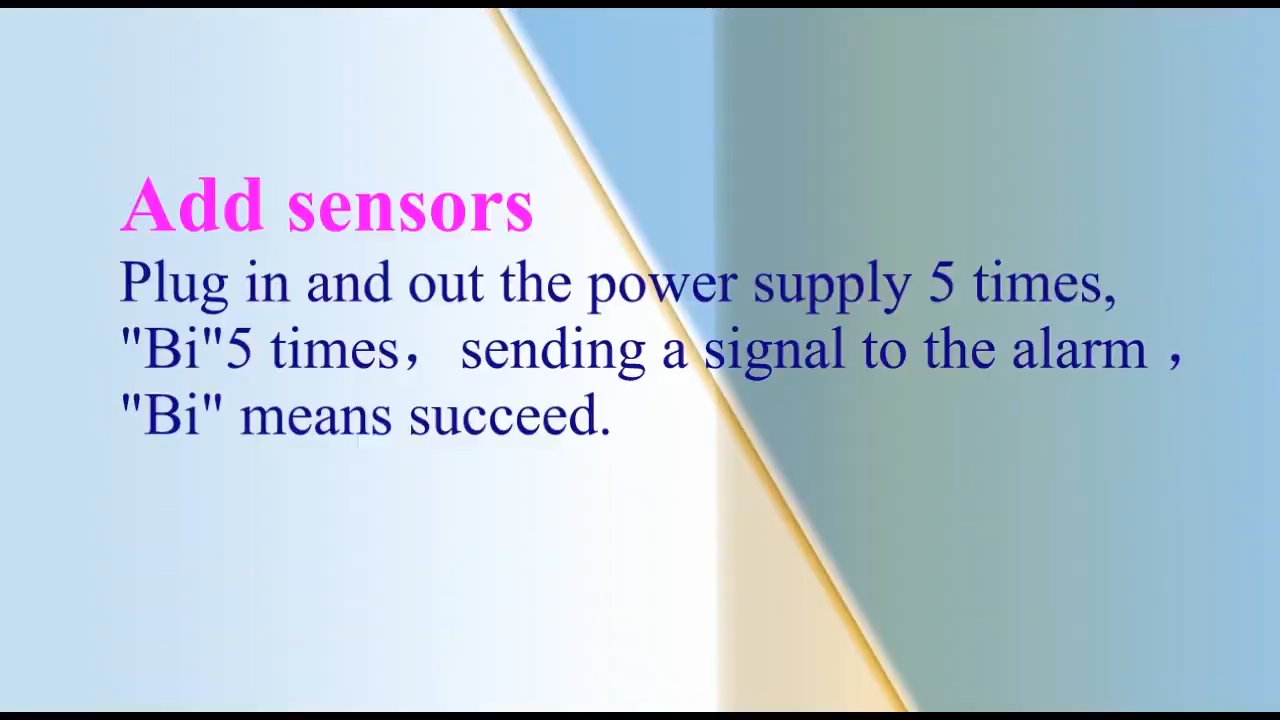 Add sensors
Plug in and out the power supply 5 times,
"Bi"5 times， sending a signal to the alarm ，
"Bi" means succeed.